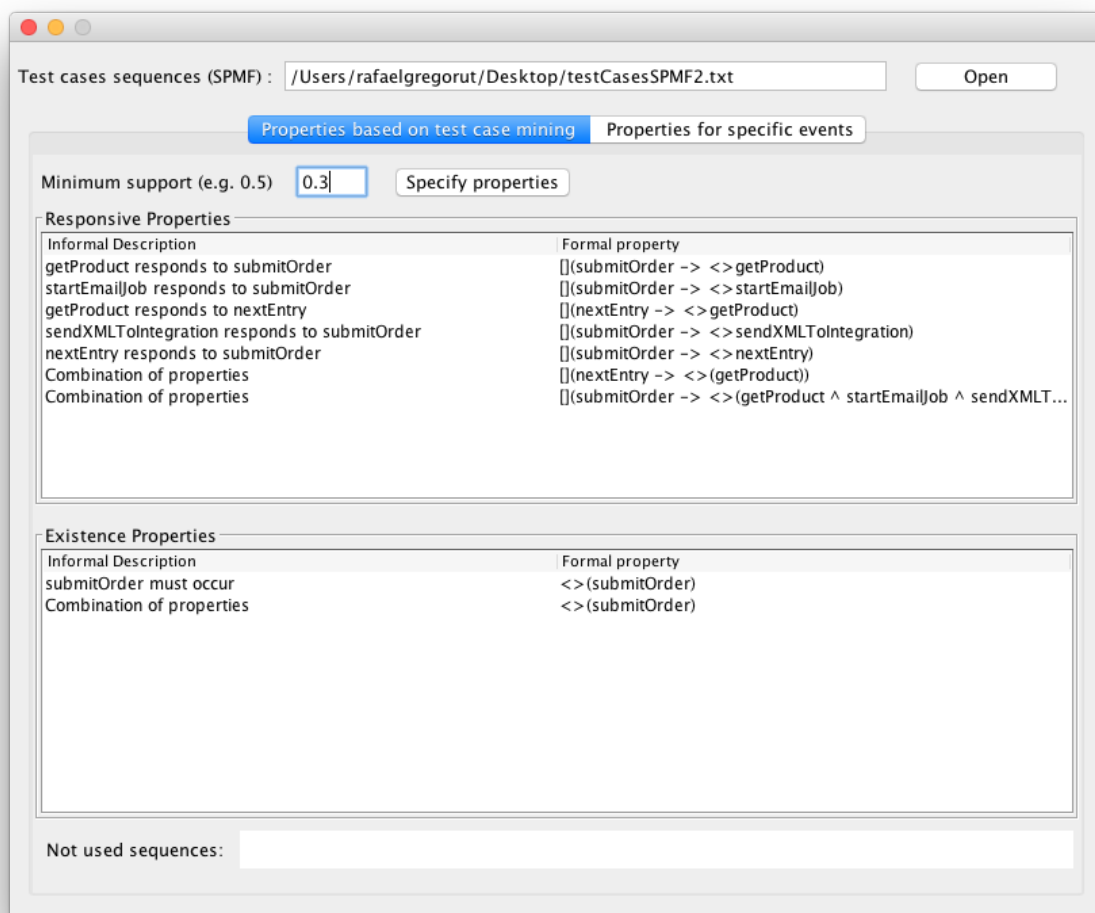 Test cases sequences (SPMF) : /Users/rafaelgregorut/Desktop/testCasesSPMF2.txt Open
Properties based on test case mining Properties for specific events
Minimum support (e.g. 0.5) 0.3 Specify properties
Responsive Properties
Informal Description Formal property
getProduct responds to submitOrder [](submitOrder -> <>getProduct)
startEmailJob responds to submitOrder [](submitOrder -> <>startEmailJob)
getProduct responds to nextEntry [](nextEntry -> <>getProduct)
sendXMLToIntegration responds to submitOrder [](submitOrder -> <>sendXMLToIntegration)
nextEntry responds to submitOrder [](submitOrder -> <>nextEntry)
Combination of properties [](nextEntry -> <>(getProduct))
Combination of properties [](submitOrder -> <>(getProduct ^ startEmailJob ^ sendXMLT...
Existence Properties
Informal Description Formal property
submitOrder must occur <>(submitOrder)
Combination of properties <>(submitOrder)
Not used sequences: